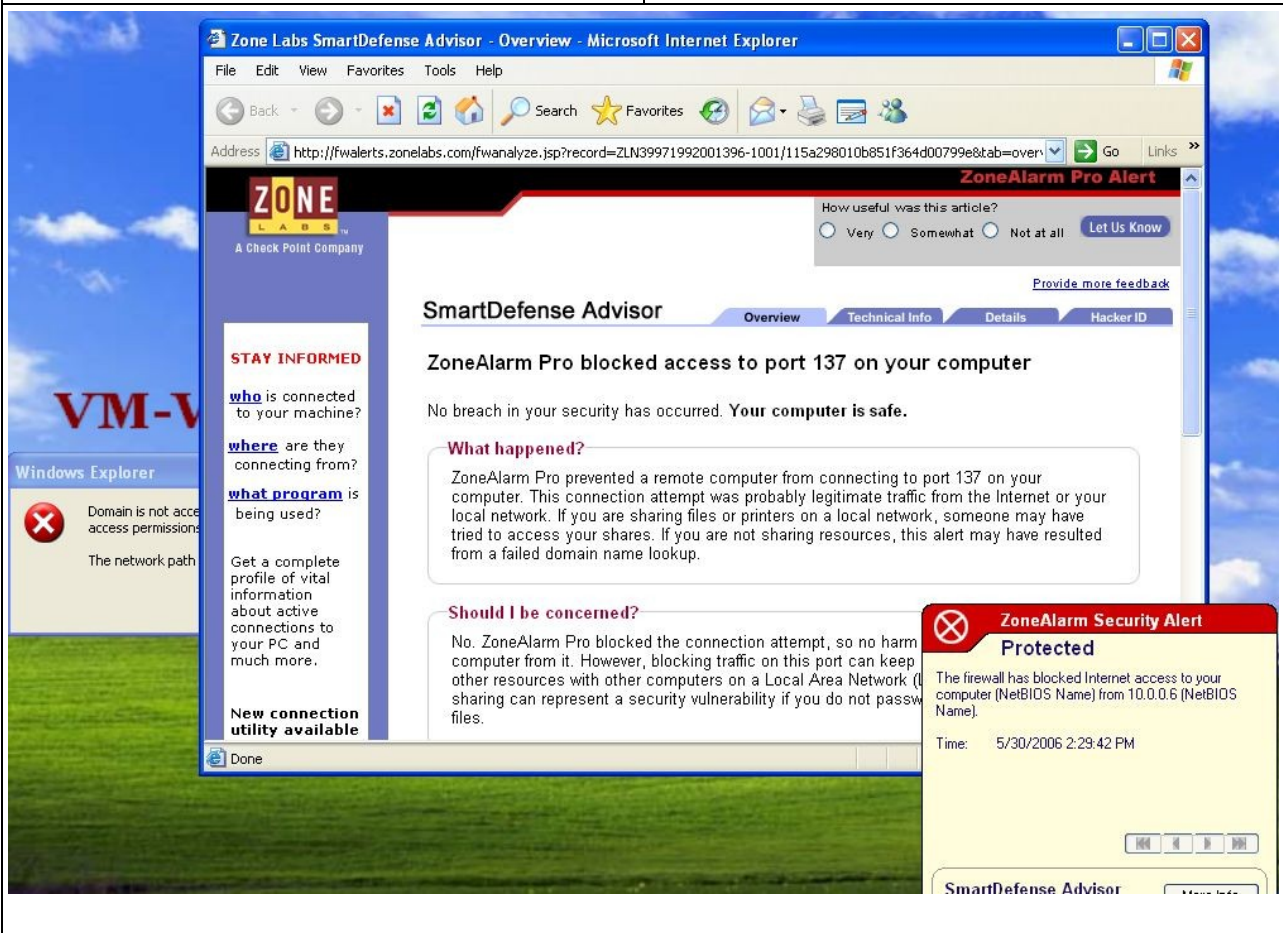 Zone Labs SmartDefense Advisor - Overview - Microsoft Internet Explorer
File Edit View Favorites Tools Help
Back Search Favorites
Address http://fwalerts.zonelabs.com/fwanalyze.jsp?record=ZLN39971992001396-1001/115a298010b851f364d00799e&tab=over Go Links »
ZoneAlarm Pro Alert
ZONE
LABS™
A Check Point Company
How useful was this article?
Very Somewhat Not at all Let Us Know
Provide more feedback
SmartDefense Advisor
Overview Technical Info Details Hacker ID
STAY INFORMED
who is connected
to your machine?
where are they
connecting from?
what program is
being used?
Get a complete
profile of vital
information
about active
connections to
your PC and
much more.
New connection
utility available
ZoneAlarm Pro blocked access to port 137 on your computer
No breach in your security has occurred. Your computer is safe.
What happened?
ZoneAlarm Pro prevented a remote computer from connecting to port 137 on your
computer. This connection attempt was probably legitimate traffic from the Internet or your
local network. If you are sharing files or printers on a local network, someone may have
tried to access your shares. If you are not sharing resources, this alert may have resulted
from a failed domain name lookup.
Should I be concerned?
No. ZoneAlarm Pro blocked the connection attempt, so no harm
computer from it. However, blocking traffic on this port can keep
other resources with other computers on a Local Area Network (
sharing can represent a security vulnerability if you do not passw
files.
Done
VM-V
Windows Explorer
Domain is not acce
access permissions
The network path
ZoneAlarm Security Alert
Protected
The firewall has blocked Internet access to your
computer (NetBIOS Name) from 10.0.0.6 (NetBIOS
Name).
Time: 5/30/2006 2:29:42 PM
SmartDefense Advisor
More Info